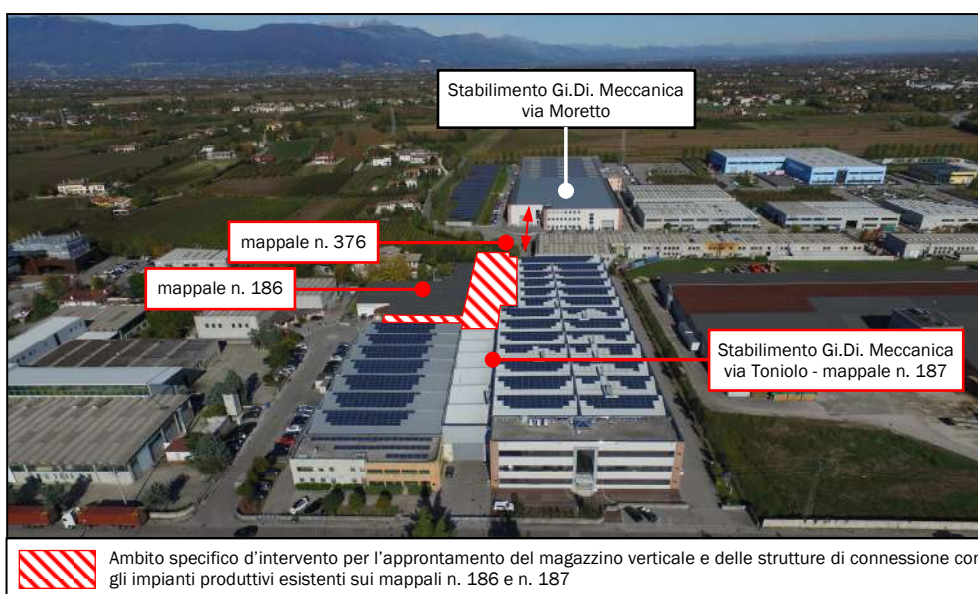 Stabilimento Gi.Di. Meccanica
via Moretto
mappale n. 376
mappale n. 186
Stabilimento Gi.Di. Meccanica
via Toniolo - mappale n. 187
Ambito specifico d'intervento per l'approntamento del magazzino verticale e delle strutture di connessione con
gli impianti produttivi esistenti sui mappali n. 186 e n. 187